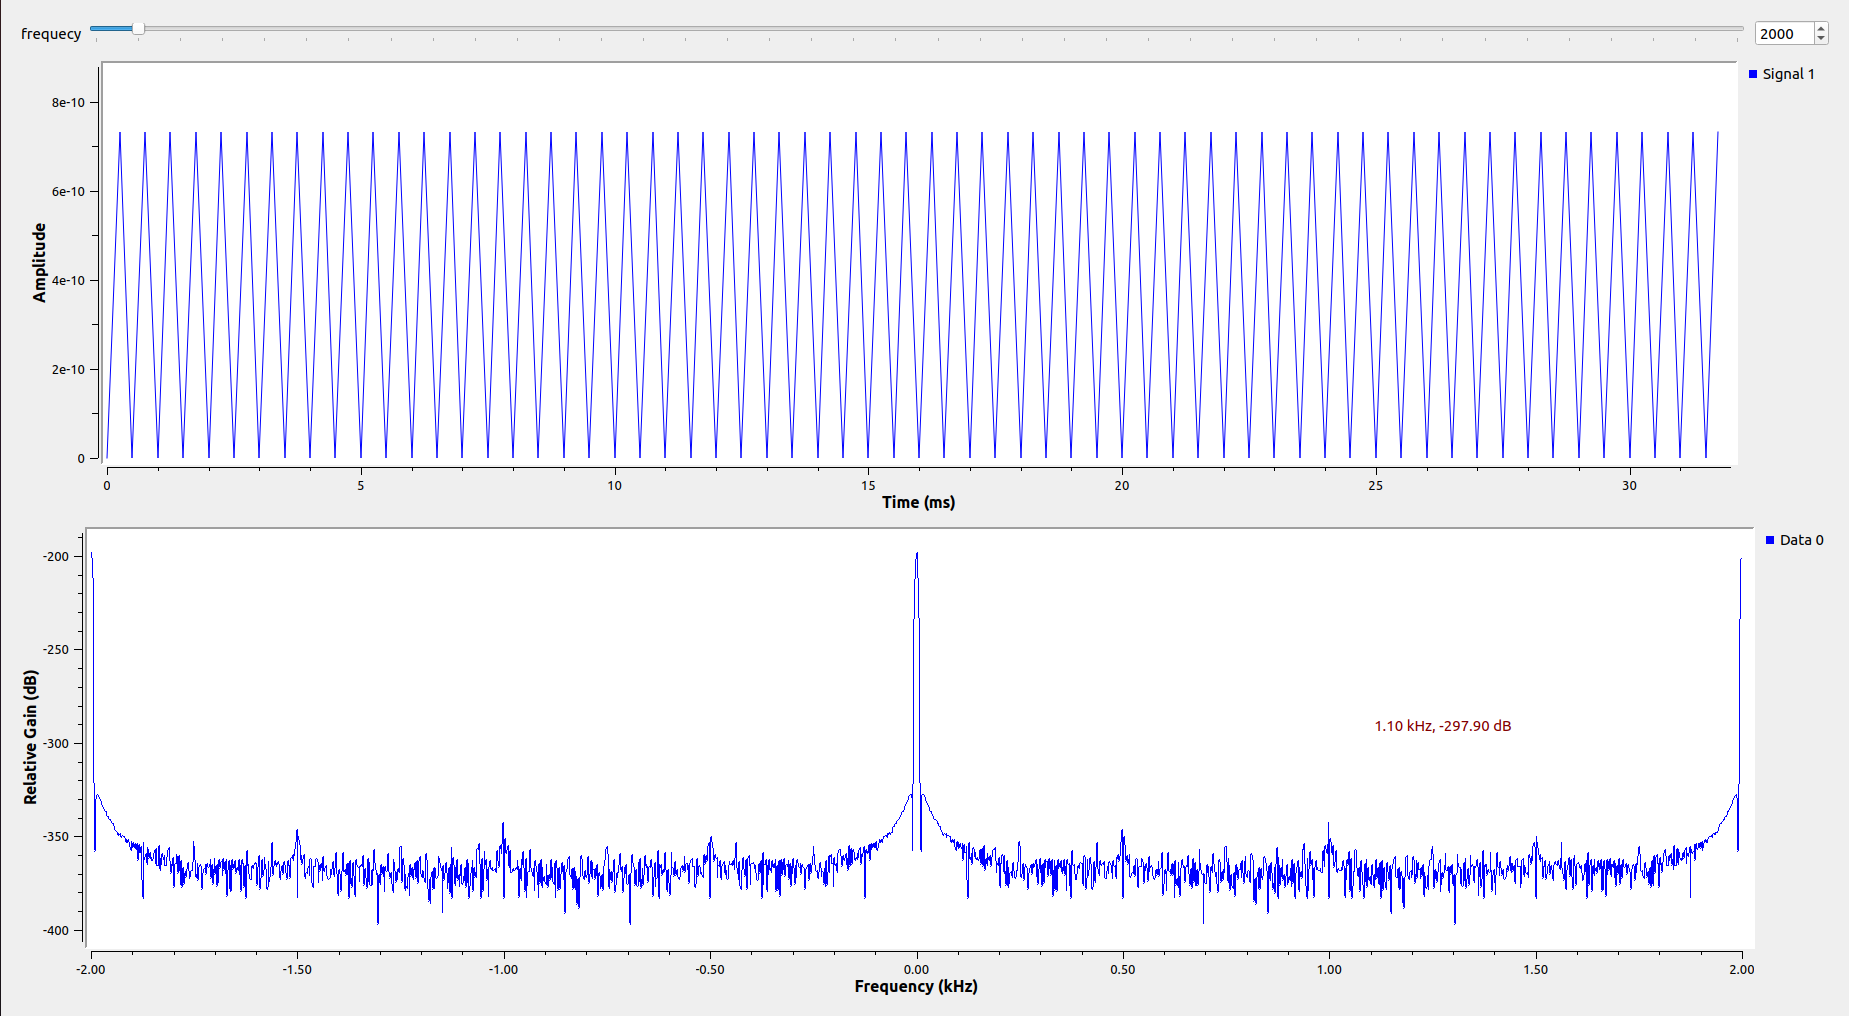 frequecy
2000
Signal 1
8e-10
6e-10
4e-10
2e-10
0
Amplitude
0 5 10 15 20 25 30
Time (ms)
Data 0
-200
-250
-300
-350
-400
Relative Gain (dB)
1.10 kHz, -297.90 dB
-2.00 -1.50 -1.00 -0.50 0.00 0.50 1.00 1.50 2.00
Frequency (kHz)